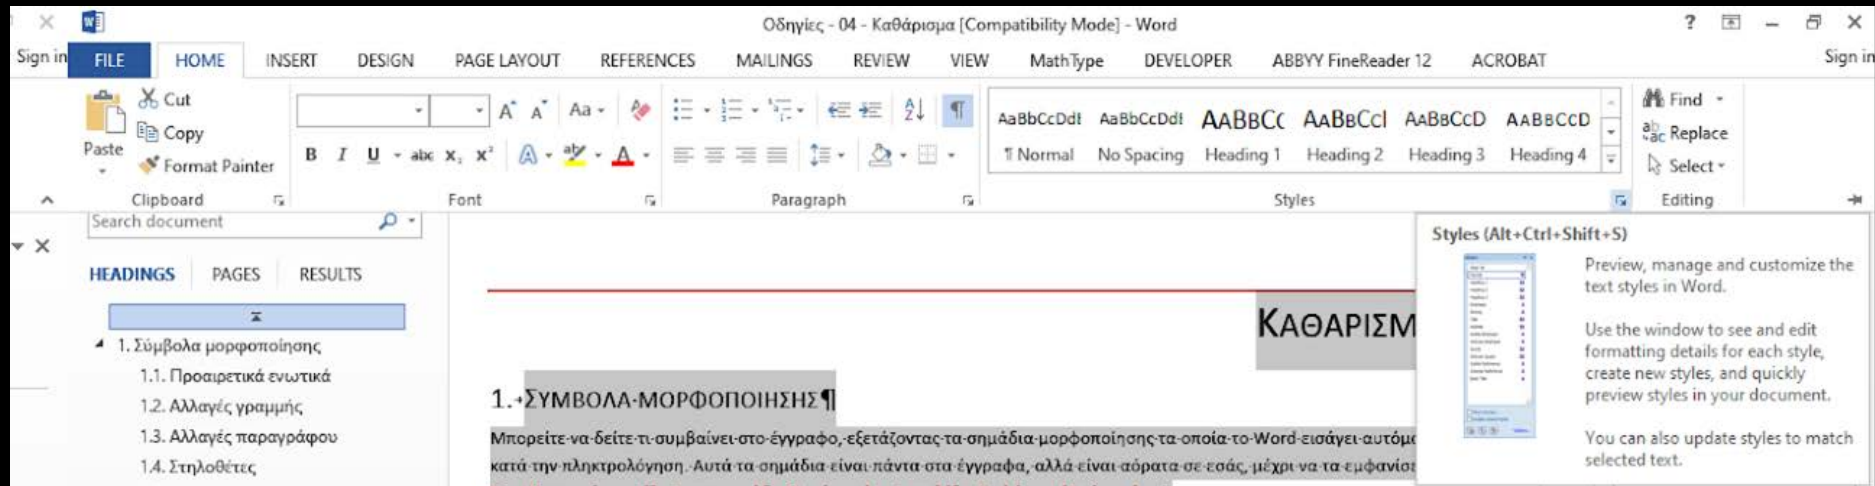 Οδηγίες - 04 - Καθάρισμα [Compatibility Mode] - Word
Sign in FILE HOME INSERT DESIGN PAGE LAYOUT REFERENCES MAILINGS REVIEW VIEW MathType DEVELOPER ABBYY FineReader 12 ACROBAT Sign in
Paste
Cut
Copy
Format Painter
Clipboard
Aa
B I U abc x₂ x²
Font
Paragraph
AaBbCcDdI AaBbCcDdI AABBCC AABBCCI AABBCCD AABBCCD
¶ Normal No Spacing Heading 1 Heading 2 Heading 3 Heading 4
Styles
Find
Replace
Select
Editing
Search document
HEADINGS PAGES RESULTS
1. Σύμβολα μορφοποίησης
1.1. Προαιρετικά ενωτικά
1.2. Αλλαγές γραμμής
1.3. Αλλαγές παραγράφου
1.4. Στηλοθέτες
ΚΑΘΑΡΙΣΜ
1. ΣΥΜΒΟΛΑ·ΜΟΡΦΟΠΟΙΗΣΗΣ¶
Μπορείτε·να·δείτε·τι·συμβαίνει·στο·έγγραφο,·εξετάζοντας·τα·σημάδια·μορφοποίησης·τα·οποία·το·Word·εισάγει·αυτόμα
κατά·την·πληκτρολόγηση.·Αυτά·τα·σημάδια·είναι·πάντα·στα·έγγραφα,·αλλά·είναι·αόρατα·σε·εσάς,·μέχρι·να·τα·εμφανίσε
Styles (Alt+Ctrl+Shift+S)
Preview, manage and customize the
text styles in Word.
Use the window to see and edit
formatting details for each style,
create new styles, and quickly
preview styles in your document.
You can also update styles to match
selected text.